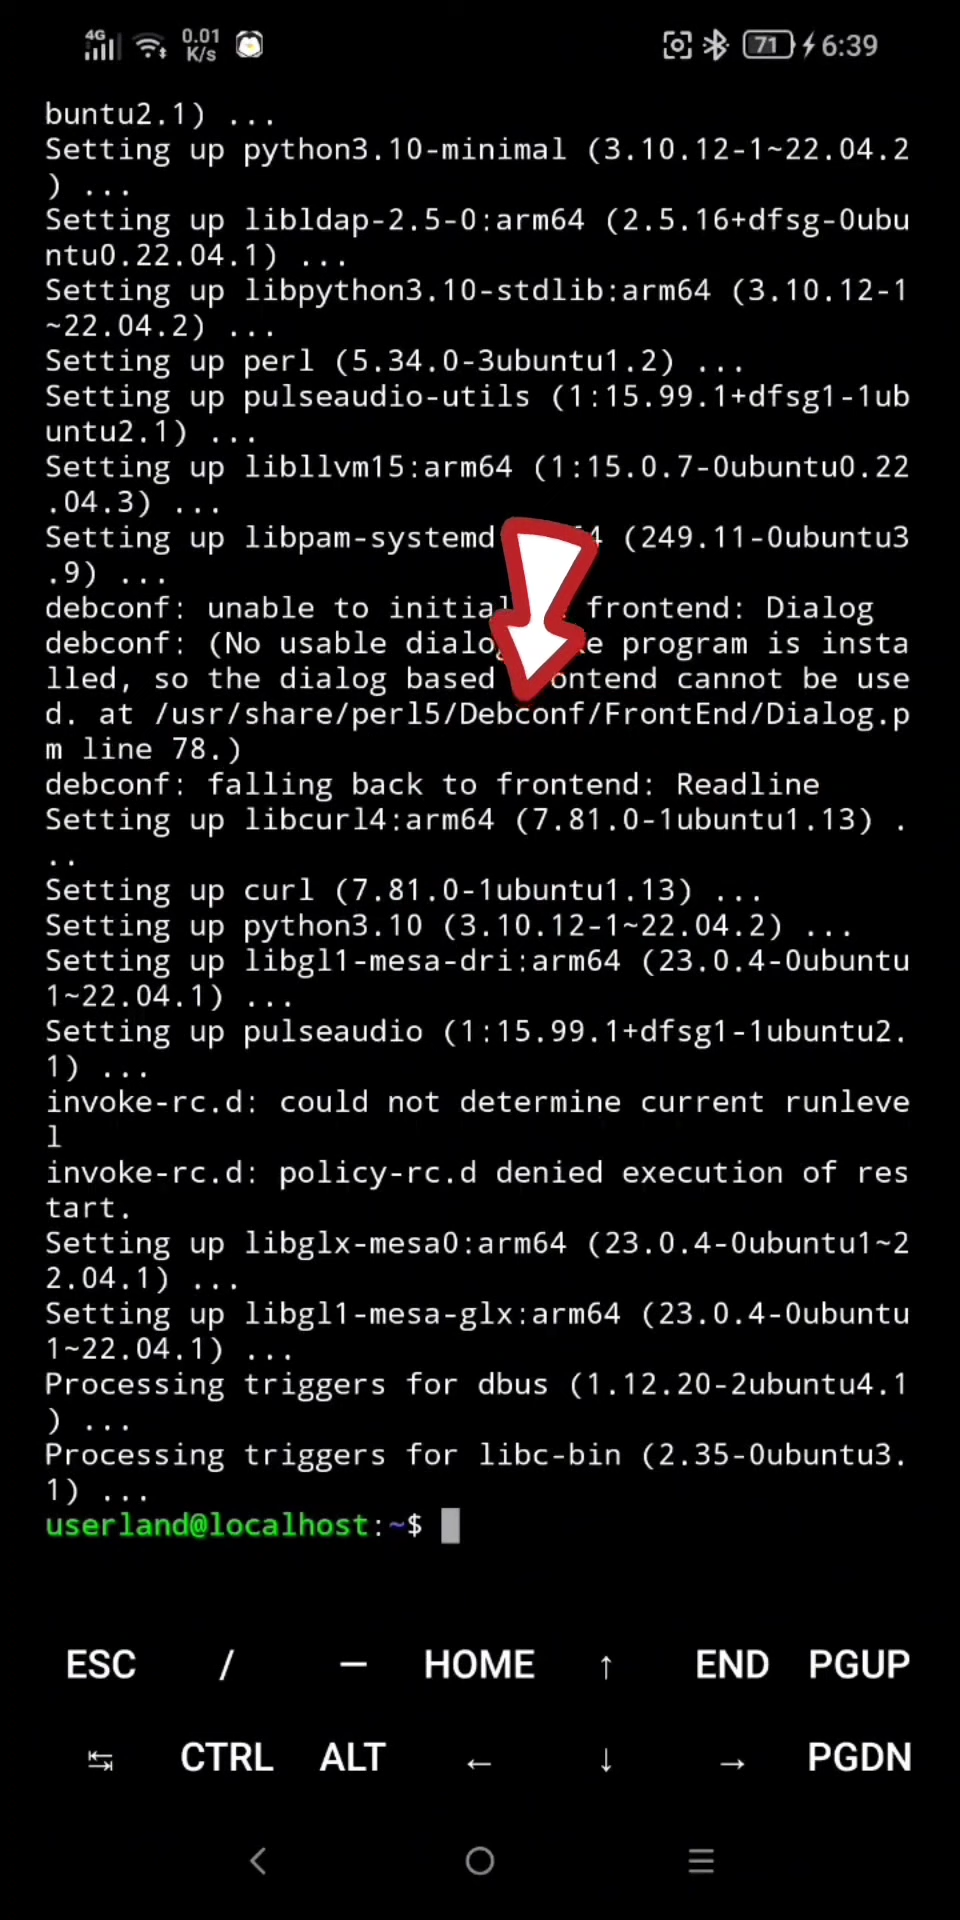 4G 0.01 K/s 71 6:39
buntu2.1) ...
Setting up python3.10-minimal (3.10.12-1~22.04.2
) ...
Setting up libldap-2.5-0:arm64 (2.5.16+dfsg-0ubu
ntu0.22.04.1) ...
Setting up libpython3.10-stdlib:arm64 (3.10.12-1
~22.04.2) ...
Setting up perl (5.34.0-3ubuntu1.2) ...
Setting up pulseaudio-utils (1:15.99.1+dfsg1-1ub
untu2.1) ...
Setting up libllvm15:arm64 (1:15.0.7-0ubuntu0.22
.04.3) ...
Setting up libpam-systemd 4 (249.11-0ubuntu3
.9) ...
debconf: unable to initial frontend: Dialog
debconf: (No usable dialog e program is insta
lled, so the dialog based ontend cannot be use
d. at /usr/share/perl5/Debconf/FrontEnd/Dialog.p
m line 78.)
debconf: falling back to frontend: Readline
Setting up libcurl4:arm64 (7.81.0-1ubuntu1.13) .
..
Setting up curl (7.81.0-1ubuntu1.13) ...
Setting up python3.10 (3.10.12-1~22.04.2) ...
Setting up libgl1-mesa-dri:arm64 (23.0.4-0ubuntu
1~22.04.1) ...
Setting up pulseaudio (1:15.99.1+dfsg1-1ubuntu2.
1) ...
invoke-rc.d: could not determine current runleve
l
invoke-rc.d: policy-rc.d denied execution of res
tart.
Setting up libglx-mesa0:arm64 (23.0.4-0ubuntu1~2
2.04.1) ...
Setting up libgl1-mesa-glx:arm64 (23.0.4-0ubuntu
1~22.04.1) ...
Processing triggers for dbus (1.12.20-2ubuntu4.1
) ...
Processing triggers for libc-bin (2.35-0ubuntu3.
1) ...
userland@localhost:~$
ESC / — HOME ↑ END PGUP
↹ CTRL ALT ← ↓ → PGDN